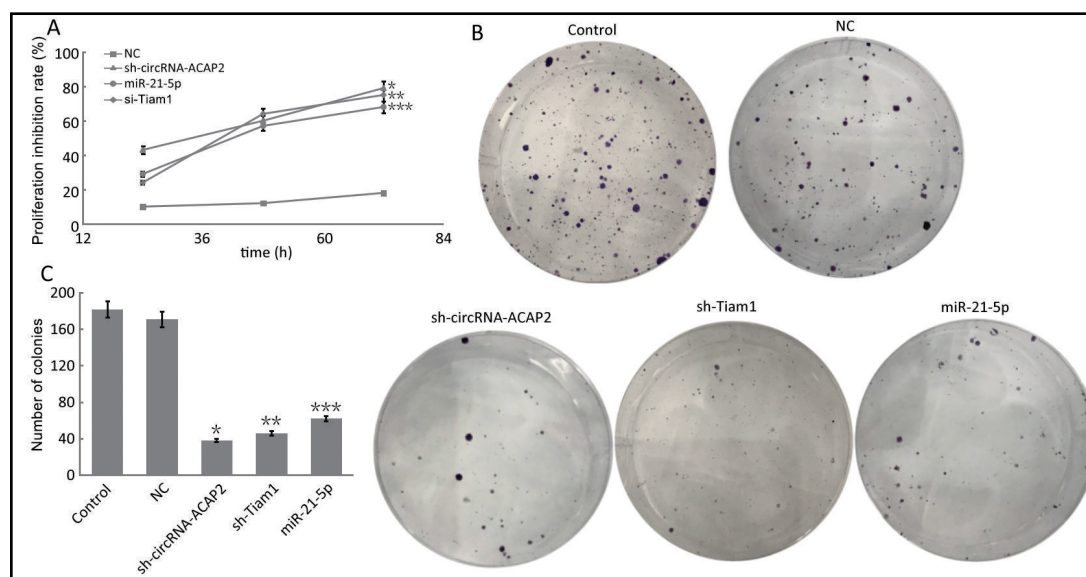 A
Proliferation inhibition rate (%)
100
80
60
40
20
0
12
36
60
84
time (h)
NC
sh-circRNA-ACAP2
miR-21-5p
si-Tiam1
*
**
***
B
Control
NC
sh-circRNA-ACAP2
sh-Tiam1
miR-21-5p
C
Number of colonies
200
160
120
80
40
0
*
**
***
Control
NC
sh-circRNA-ACAP2
sh-Tiam1
miR-21-5p